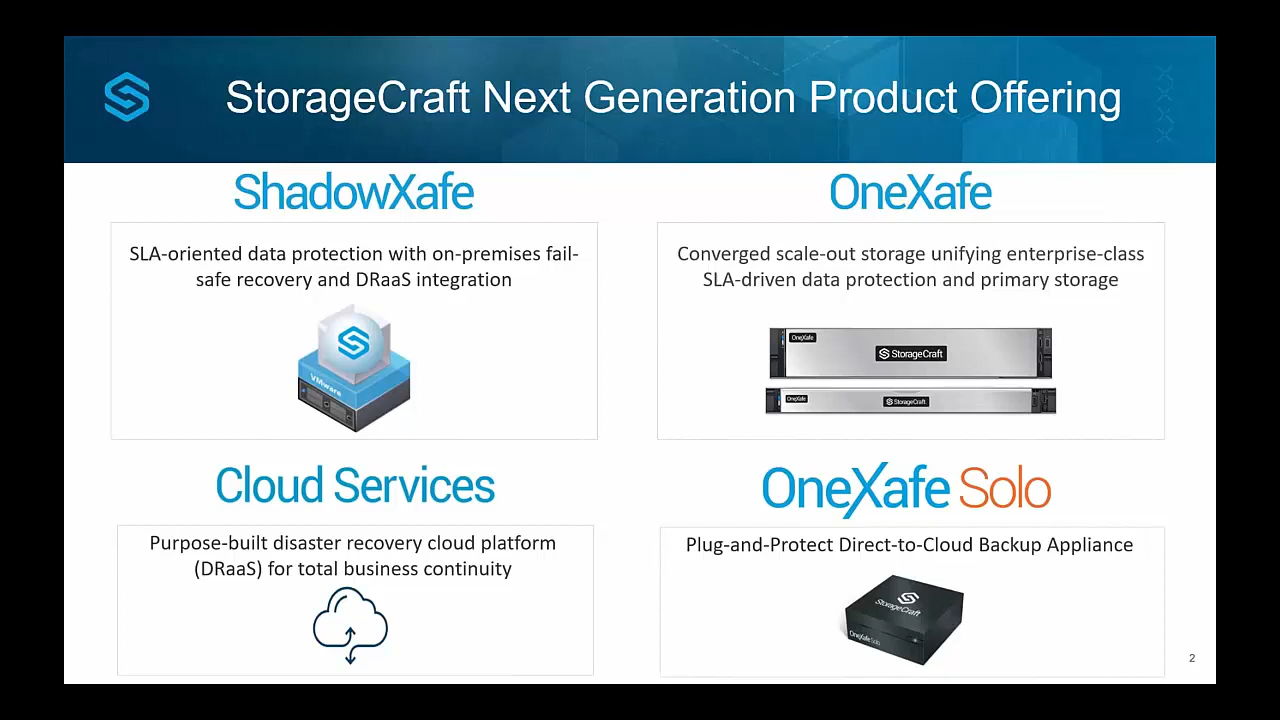 StorageCraft Next Generation Product Offering
ShadowXafe
SLA-oriented data protection with on-premises fail-
safe recovery and DRaaS integration
VMware
OneXafe
Converged scale-out storage unifying enterprise-class
SLA-driven data protection and primary storage
OneXafe
StorageCraft
OneXafe
StorageCraft
Cloud Services
Purpose-built disaster recovery cloud platform
(DRaaS) for total business continuity
OneXafe Solo
Plug-and-Protect Direct-to-Cloud Backup Appliance
StorageCraft
OneXafe Solo
2